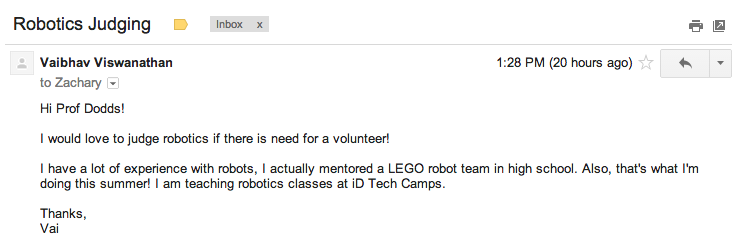 Robotics Judging
Inbox x
Vaibhav Viswanathan
1:28 PM (20 hours ago)
to Zachary
Hi Prof Dodds!
I would love to judge robotics if there is need for a volunteer!
I have a lot of experience with robots, I actually mentored a LEGO robot team in high school. Also, that's what I'm
doing this summer! I am teaching robotics classes at iD Tech Camps.
Thanks,
Vai